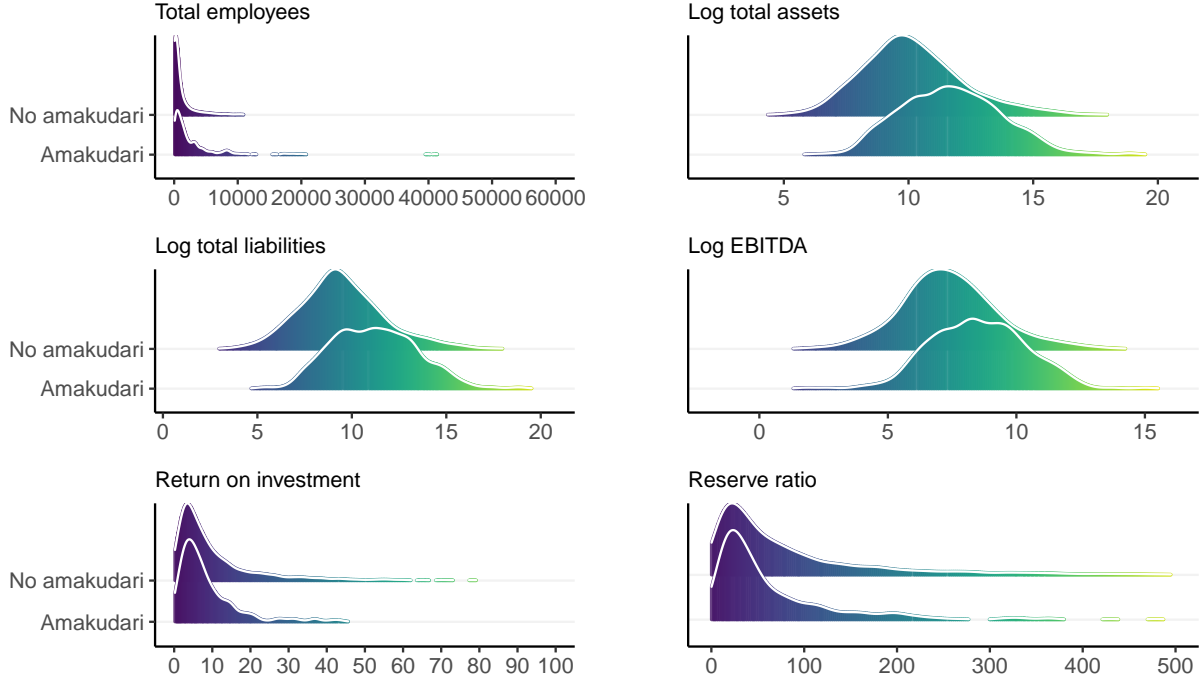 Total employees
No amakudari
Amakudari
0 10000 20000 30000 40000 50000 60000
Log total assets
5 10 15 20
Log total liabilities
No amakudari
Amakudari
0 5 10 15 20
Log EBITDA
0 5 10 15
Return on investment
No amakudari
Amakudari
0 10 20 30 40 50 60 70 80 90 100
Reserve ratio
0 100 200 300 400 500